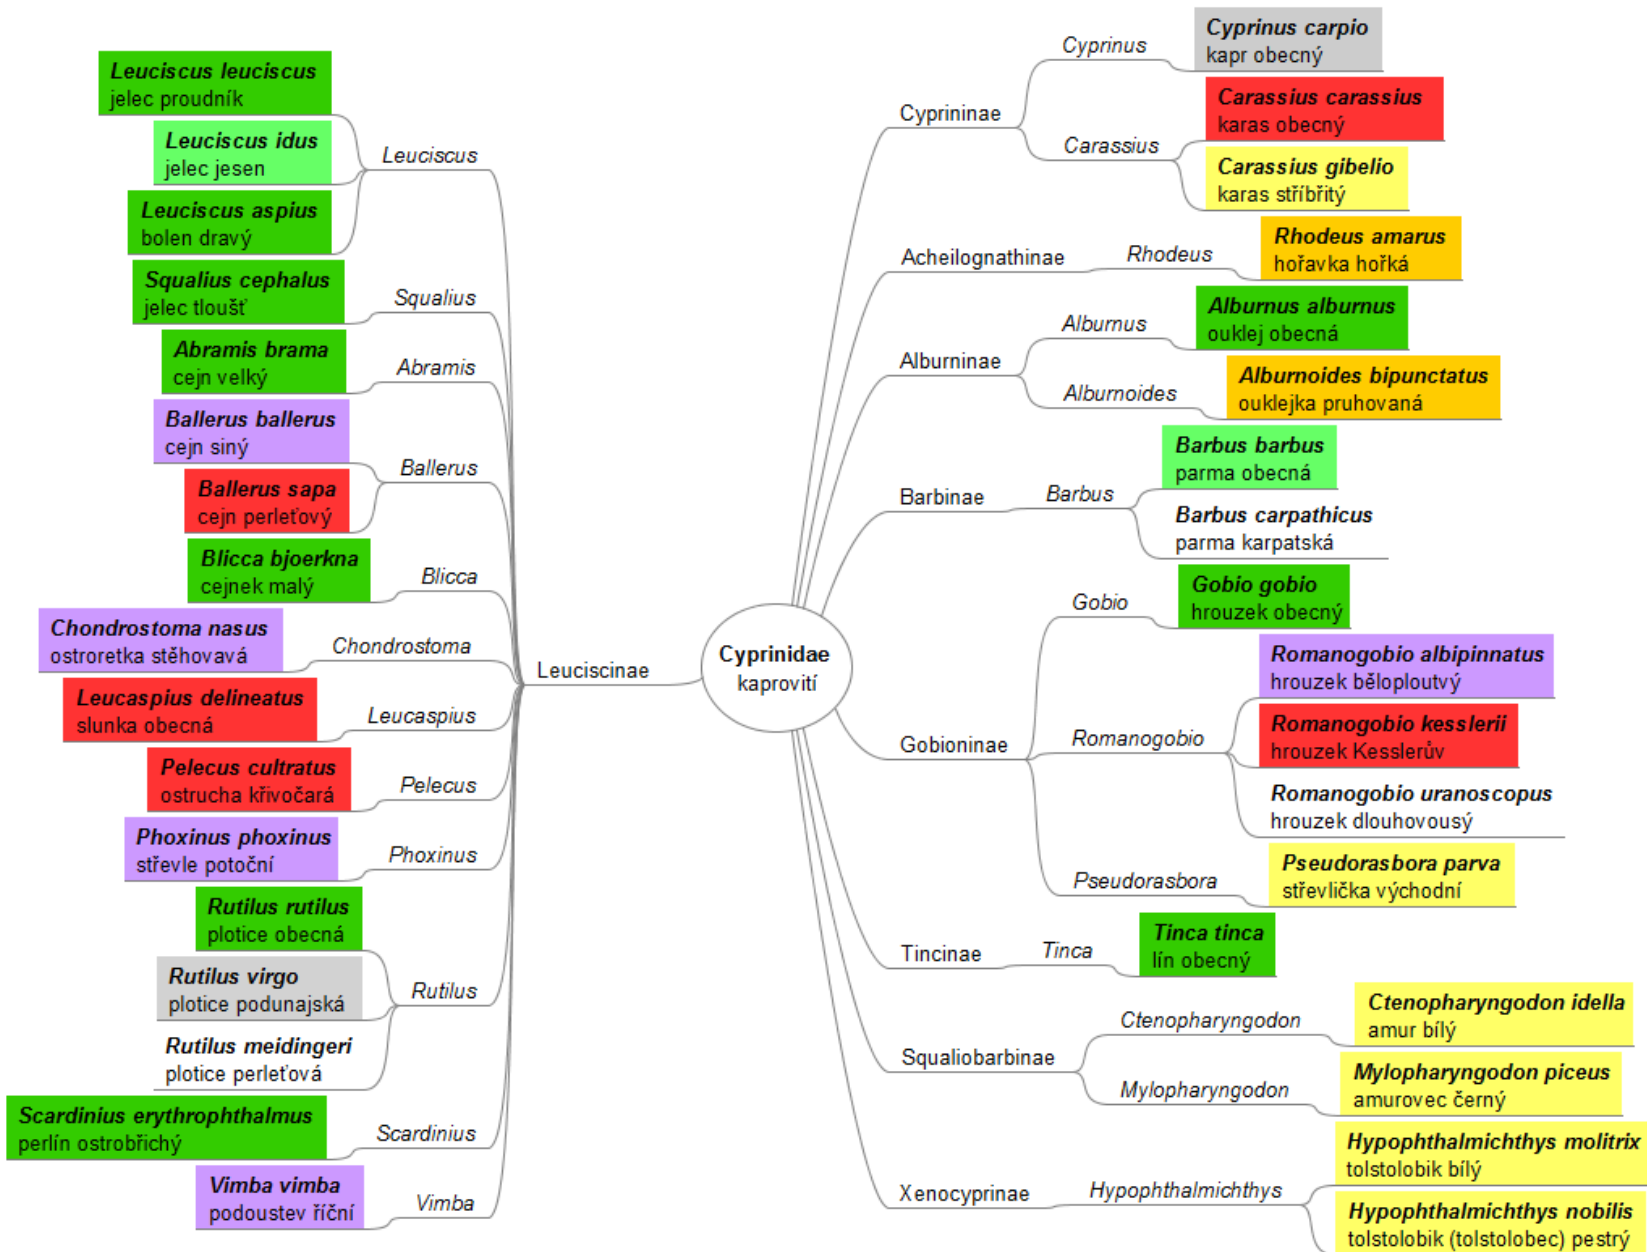 Leuciscus leuciscus
jelec proudník
Leuciscus idus
jelec jesen
Leuciscus
Leuciscus aspius
bolen dravý
Squalius cephalus
jelec tloušť
Squalius
Abramis brama
cejn velký
Abramis
Ballerus ballerus
cejn siný
Ballerus
Ballerus sapa
cejn perleťový
Blicca bjoerkna
cejnek malý
Blicca
Chondrostoma nasus
ostroretka stěhovavá
Chondrostoma
Leucaspius delineatus
slunka obecná
Leucaspius
Pelecus cultratus
ostrucha křivočará
Pelecus
Phoxinus phoxinus
střevle potoční
Phoxinus
Rutilus rutilus
plotice obecná
Rutilus virgo
plotice podunajská
Rutilus
Rutilus meidingeri
plotice perleťová
Scardinius erythrophthalmus
perlín ostrobřichý
Scardinius
Vimba vimba
podoustev říční
Vimba
Leuciscinae
Cyprinidae
kaprovití
Cyprininae
Cyprinus
Cyprinus carpio
kapr obecný
Carassius
Carassius carassius
karas obecný
Carassius gibelio
karas stříbřitý
Acheilognathinae
Rhodeus
Rhodeus amarus
hořavka hořká
Alburninae
Alburnus
Alburnus alburnus
ouklej obecná
Alburnoides
Alburnoides bipunctatus
ouklejka pruhovaná
Barbinae
Barbus
Barbus barbus
parma obecná
Barbus carpathicus
parma karpatská
Gobioninae
Gobio
Gobio gobio
hrouzek obecný
Romanogobio
Romanogobio albipinnatus
hrouzek běloploutvý
Romanogobio kesslerii
hrouzek Kesslerův
Romanogobio uranoscopus
hrouzek dlouhovousý
Pseudorasbora
Pseudorasbora parva
střevlička východní
Tincinae
Tinca
Tinca tinca
lín obecný
Squaliobarbinae
Ctenopharyngodon
Ctenopharyngodon idella
amur bílý
Mylopharyngodon
Mylopharyngodon piceus
amurovec černý
Xenocyprinae
Hypophthalmichthys
Hypophthalmichthys molitrix
tolstolobik bílý
Hypophthalmichthys nobilis
tolstolobik (tolstolobec) pestrý